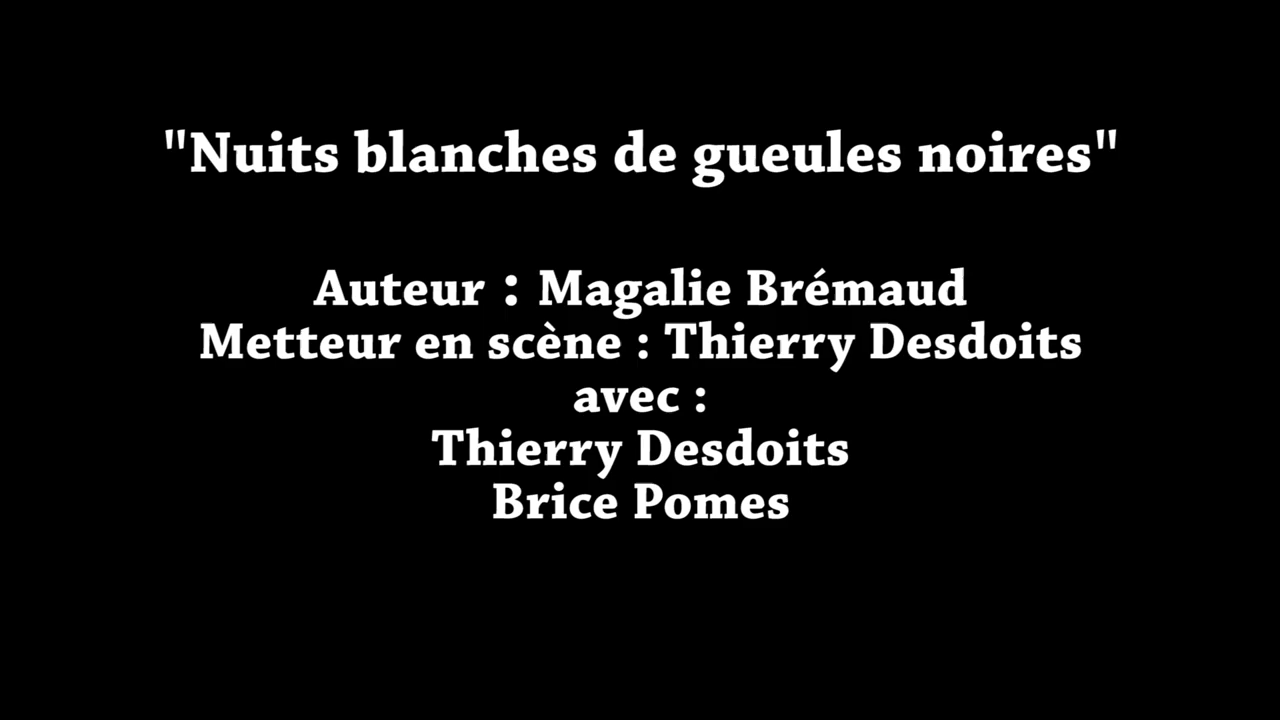 "Nuits blanches de gueules noires"
Auteur : Magalie Brémaud
Metteur en scène : Thierry Desdoits
avec :
Thierry Desdoits
Brice Pomes